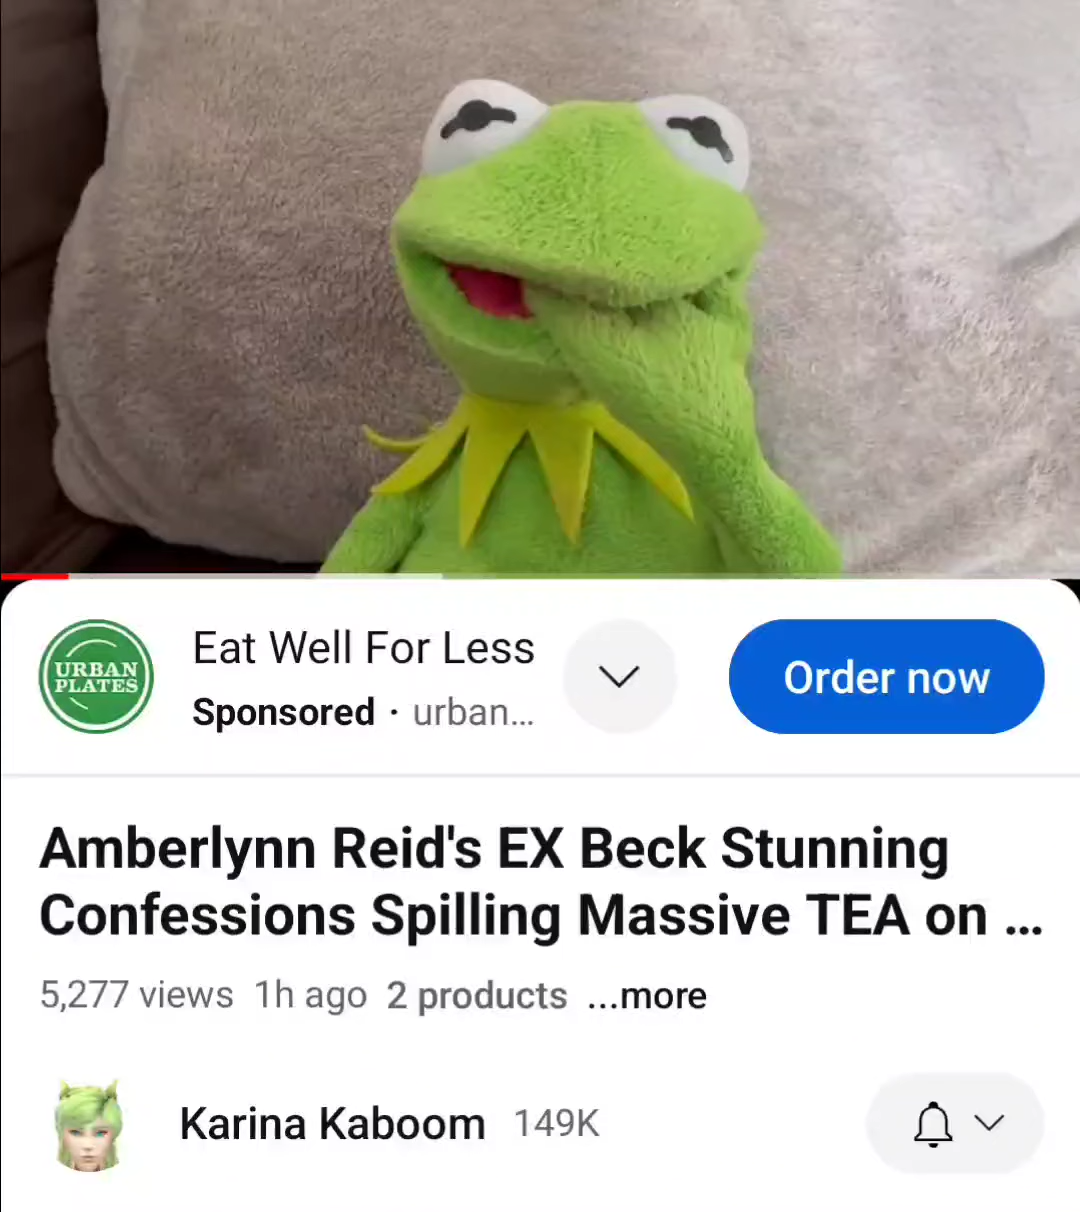 URBAN
PLATES
Eat Well For Less
Sponsored · urban...
Order now
Amberlynn Reid's EX Beck Stunning
Confessions Spilling Massive TEA on ...
5,277 views 1h ago 2 products ...more
Karina Kaboom 149K